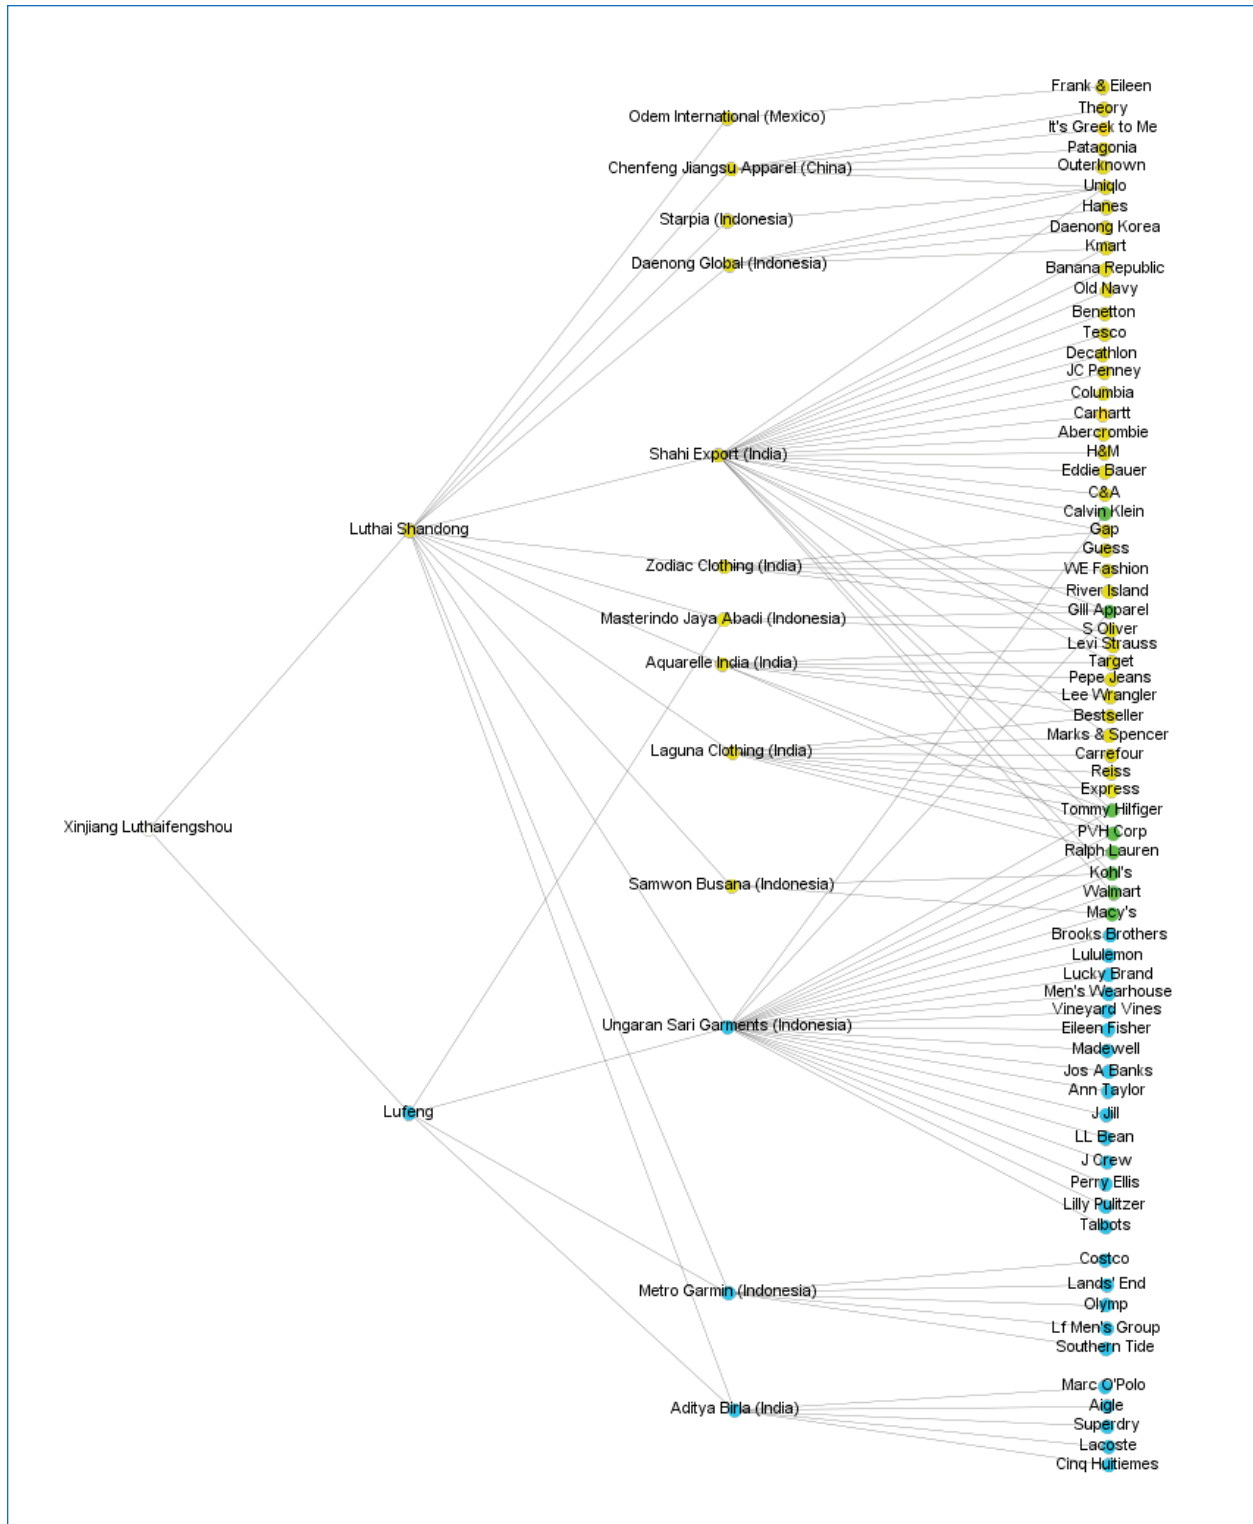 Xinjiang Luthaifengshou
Luthai Shandong
Lufeng
Odem International (Mexico)
Chenfeng Jiangsu Apparel (China)
Starpia (Indonesia)
Daenong Global (Indonesia)
Shahi Export (India)
Zodiac Clothing (India)
Masterindo Jaya Abadi (Indonesia)
Aquarelle India (India)
Laguna Clothing (India)
Samwon Busana (Indonesia)
Ungaran Sari Garments (Indonesia)
Metro Garmin (Indonesia)
Aditya Birla (India)
Frank & Eileen
Theory
It's Greek to Me
Patagonia
Outerknown
Uniqlo
Hanes
Daenong Korea
Kmart
Banana Republic
Old Navy
Benetton
Tesco
Decathlon
JC Penney
Columbia
Carhartt
Abercrombie
H&M
Eddie Bauer
C&A
Calvin Klein
Gap
Guess
WE Fashion
River Island
GIII Apparel
S Oliver
Levi Strauss
Target
Pepe Jeans
Lee Wrangler
Bestseller
Marks & Spencer
Carrefour
Reiss
Express
Tommy Hilfiger
PVH Corp
Ralph Lauren
Kohl's
Walmart
Macy's
Brooks Brothers
Lululemon
Lucky Brand
Men's Wearhouse
Vineyard Vines
Eileen Fisher
Madewell
Jos A Banks
Ann Taylor
J Jill
LL Bean
J Crew
Perry Ellis
Lilly Pulitzer
Talbots
Costco
Lands' End
Olymp
Lf Men's Group
Southern Tide
Marc O'Polo
Aigle
Superdry
Lacoste
Cinq Huitiemes